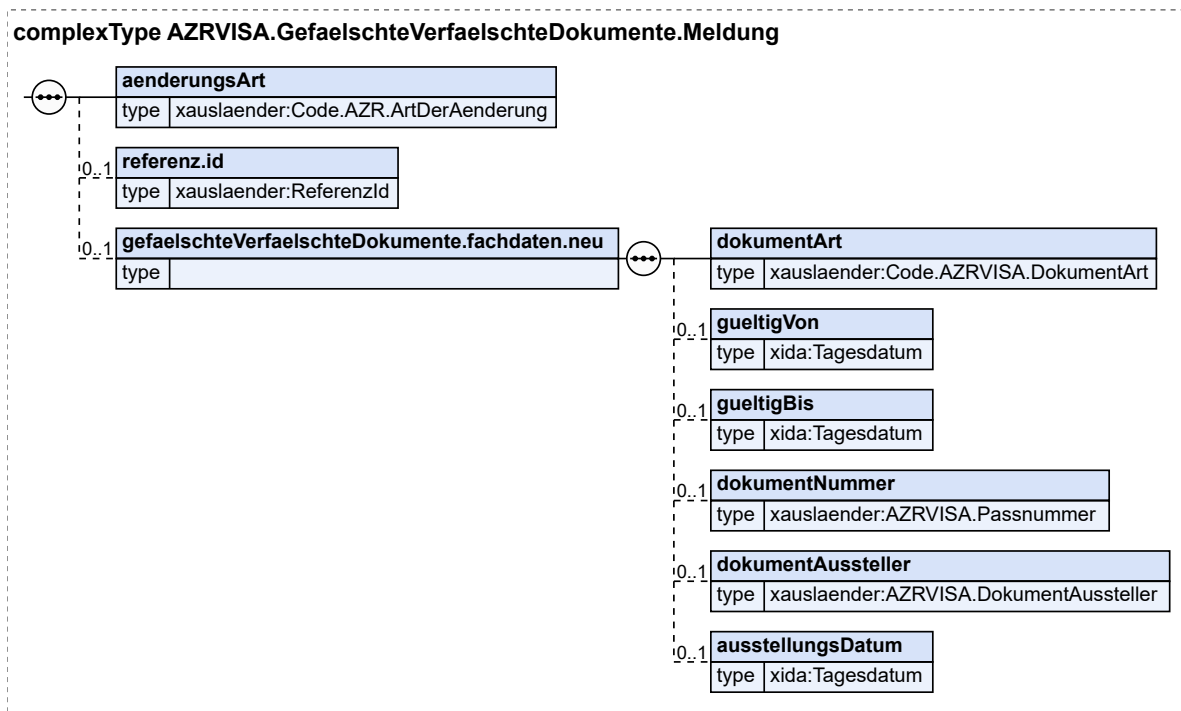 complexType AZRVISA.GefaelschteVerfaelschteDokumente.Meldung
aenderungsArt
type xauslaender:Code.AZR.ArtDerAenderung
0..1 referenz.id
type xauslaender:ReferenzId
0..1 gefaelschteVerfaelschteDokumente.fachdaten.neu
type
dokumentArt
type xauslaender:Code.AZRVISA.DokumentArt
0..1 gueltigVon
type xida:Tagesdatum
0..1 gueltigBis
type xida:Tagesdatum
0..1 dokumentNummer
type xauslaender:AZRVISA.Passnummer
0..1 dokumentAussteller
type xauslaender:AZRVISA.DokumentAussteller
0..1 ausstellungsDatum
type xida:Tagesdatum